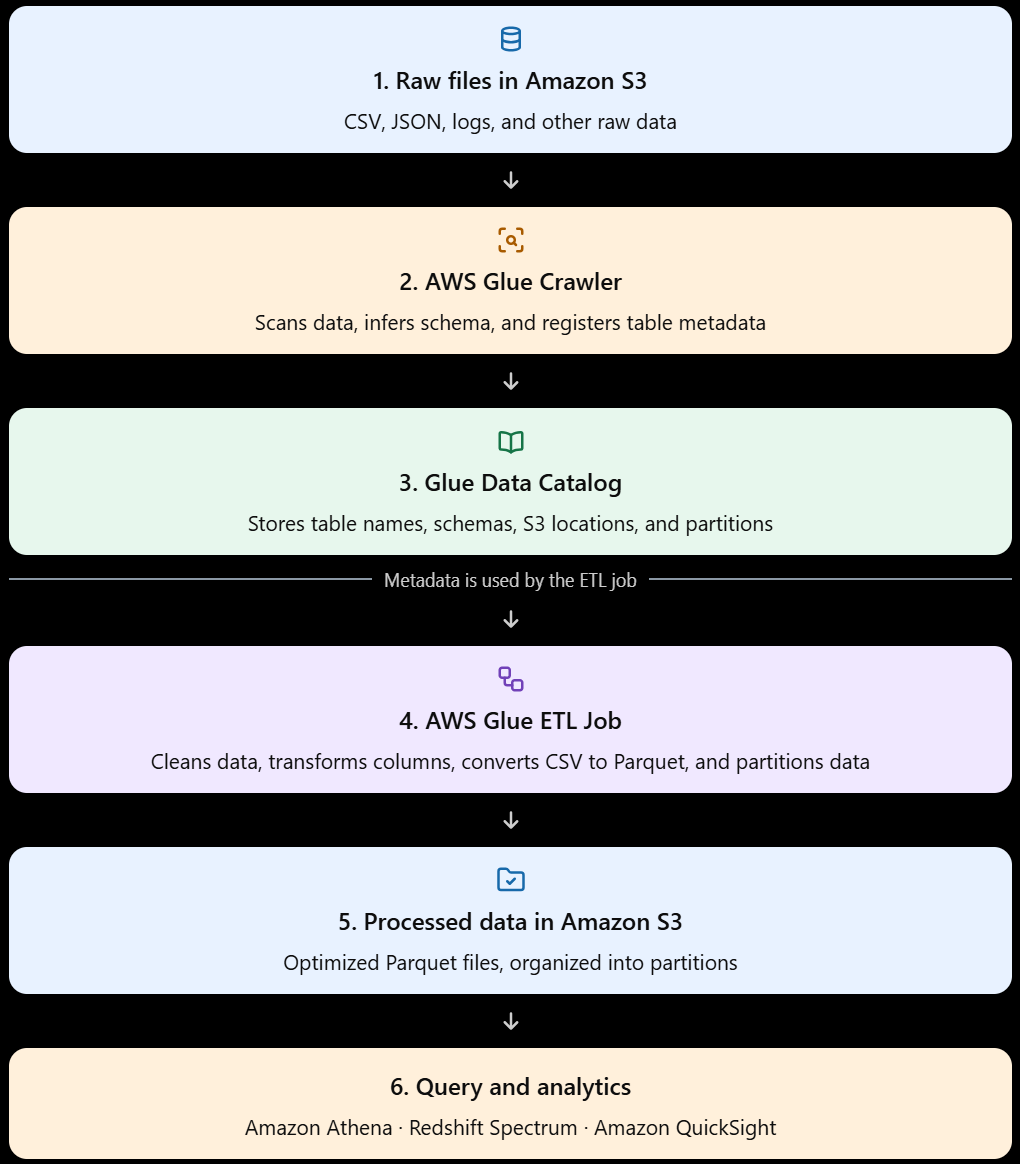 1. Raw files in Amazon S3
CSV, JSON, logs, and other raw data
2. AWS Glue Crawler
Scans data, infers schema, and registers table metadata
3. Glue Data Catalog
Stores table names, schemas, S3 locations, and partitions
Metadata is used by the ETL job
4. AWS Glue ETL Job
Cleans data, transforms columns, converts CSV to Parquet, and partitions data
5. Processed data in Amazon S3
Optimized Parquet files, organized into partitions
6. Query and analytics
Amazon Athena · Redshift Spectrum · Amazon QuickSight